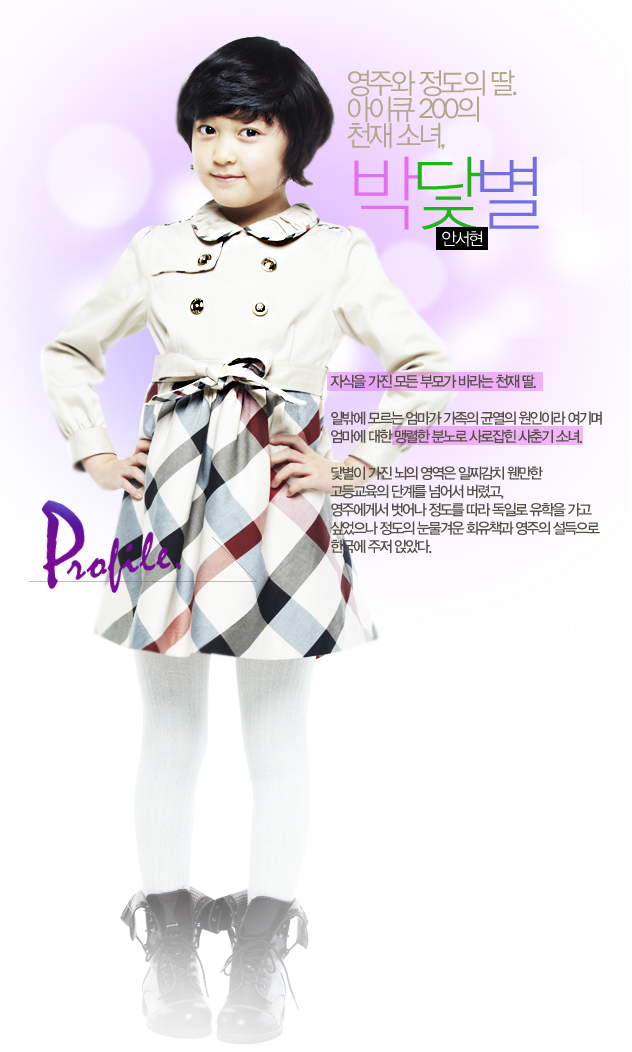 영주와 정도의 딸.
아이큐 200의
천재 소녀,
박닻별
안서현
자식을 가진 모든 부모가 바라는 천재 딸.
일밖에 모르는 엄마가 가족의 균열의 원인이라 여기며
엄마에 대한 맹렬한 분노로 사로잡힌 사춘기 소녀.
닻별이 가진 뇌의 영역은 일찌감치 웬만한
고등교육의 단계를 넘어서 버렸고,
영주에게서 벗어나 정도를 따라 독일로 유학을 가고
싶었으나 정도의 눈물겨운 회유책과 영주의 설득으로
한국에 주저 앉았다.
Profile.